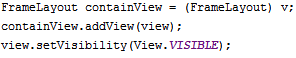 FrameLayout containView = (FrameLayout) v;
containView.addView(view);
view.setVisibility(View.VISIBLE);